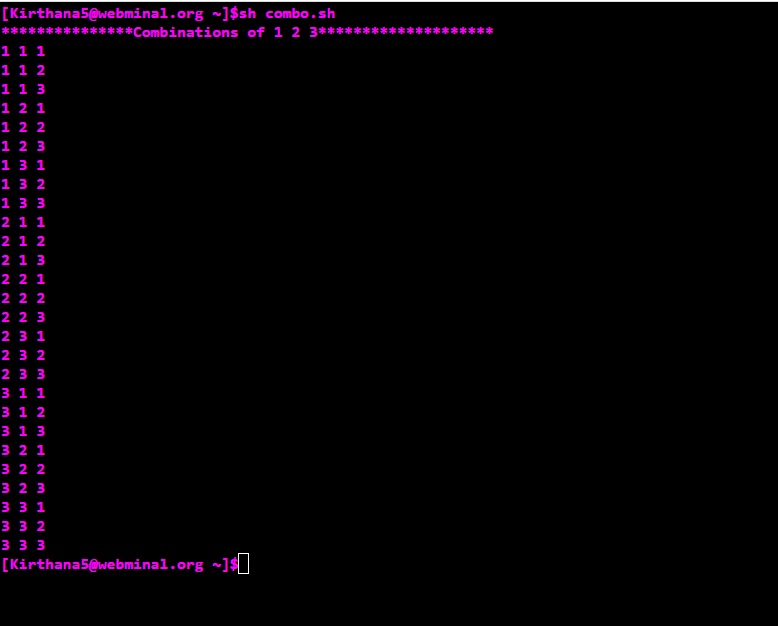 [Kirthana5@webminal.org ~]$sh combo.sh
***************Combinations of 1 2 3********************
1 1 1
1 1 2
1 1 3
1 2 1
1 2 2
1 2 3
1 3 1
1 3 2
1 3 3
2 1 1
2 1 2
2 1 3
2 2 1
2 2 2
2 2 3
2 3 1
2 3 2
2 3 3
3 1 1
3 1 2
3 1 3
3 2 1
3 2 2
3 2 3
3 3 1
3 3 2
3 3 3
[Kirthana5@webminal.org ~]$